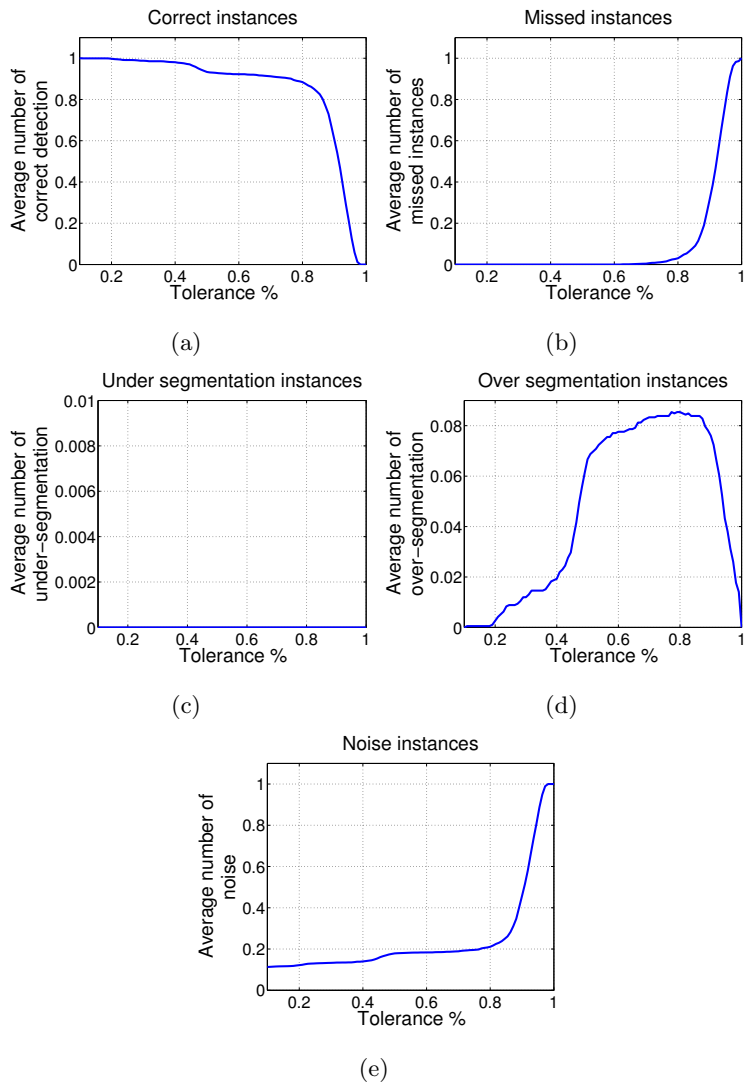 Correct instances
Average number of
correct detection
1
0.8
0.6
0.4
0.2
0
0.2 0.4 0.6 0.8 1
Tolerance %
(a)
Missed instances
Average number of
missed instances
1
0.8
0.6
0.4
0.2
0
0.2 0.4 0.6 0.8 1
Tolerance %
(b)
Under segmentation instances
Average number of
under−segmentation
0.01
0.008
0.006
0.004
0.002
0
0.2 0.4 0.6 0.8 1
Tolerance %
(c)
Over segmentation instances
Average number of
over−segmentation
0.08
0.06
0.04
0.02
0
0.2 0.4 0.6 0.8 1
Tolerance %
(d)
Noise instances
Average number of
noise
1
0.8
0.6
0.4
0.2
0
0.2 0.4 0.6 0.8 1
Tolerance %
(e)